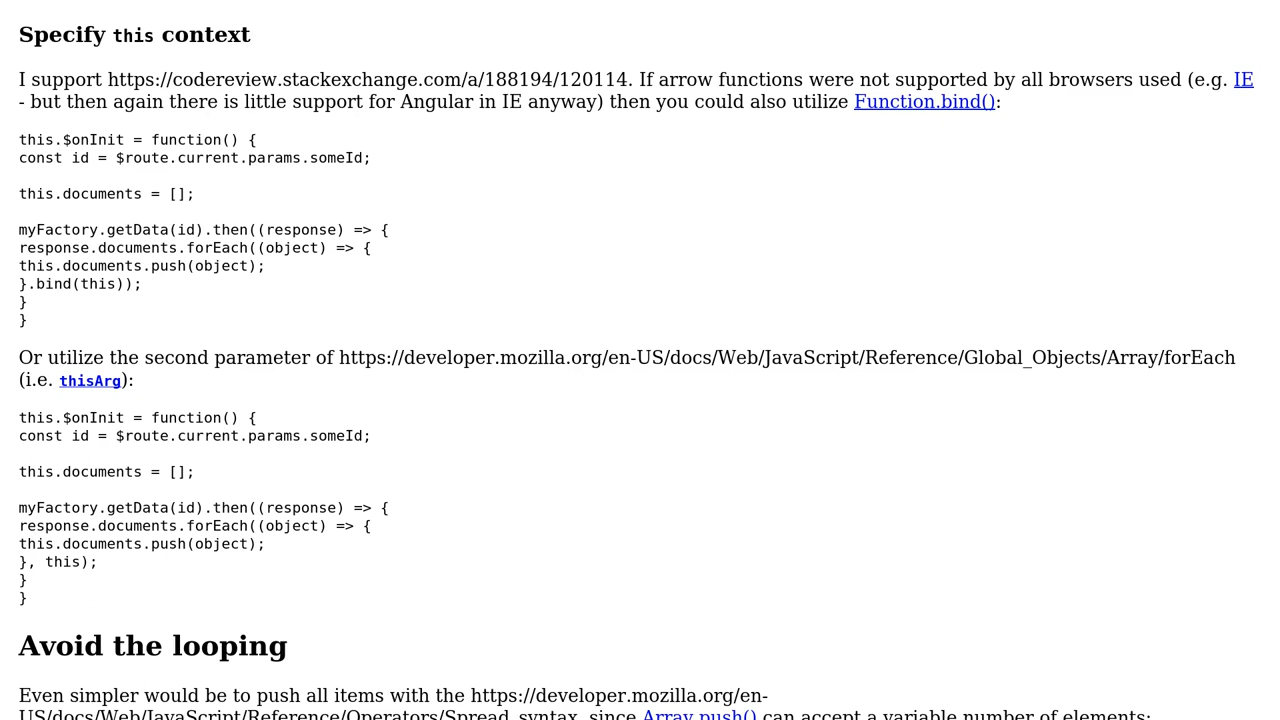 Specify this context
I support https://codereview.stackexchange.com/a/188194/120114. If arrow functions were not supported by all browsers used (e.g. IE
- but then again there is little support for Angular in IE anyway) then you could also utilize Function.bind():
this.$onInit = function() {
const id = $route.current.params.someId;
this.documents = [];
myFactory.getData(id).then((response) => {
response.documents.forEach((object) => {
this.documents.push(object);
}.bind(this));
}
}
Or utilize the second parameter of https://developer.mozilla.org/en-US/docs/Web/JavaScript/Reference/Global_Objects/Array/forEach
(i.e. thisArg):
this.$onInit = function() {
const id = $route.current.params.someId;
this.documents = [];
myFactory.getData(id).then((response) => {
response.documents.forEach((object) => {
this.documents.push(object);
}, this);
}
}
Avoid the looping
Even simpler would be to push all items with the https://developer.mozilla.org/en-
US/docs/Web/JavaScript/Reference/Operators/Spread_syntax, since Array.push() can accept a variable number of elements: